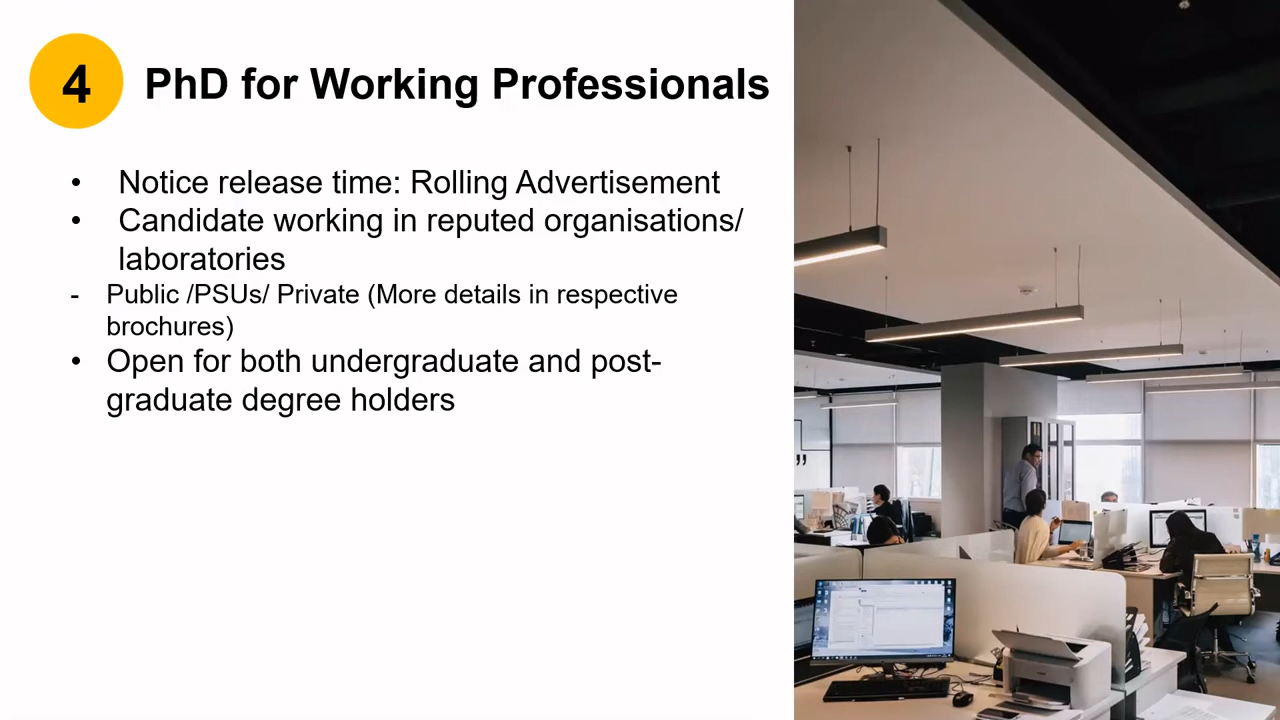 4
PhD for Working Professionals
• Notice release time: Rolling Advertisement
• Candidate working in reputed organisations/
laboratories
- Public /PSUs/ Private (More details in respective
brochures)
• Open for both undergraduate and post-
graduate degree holders